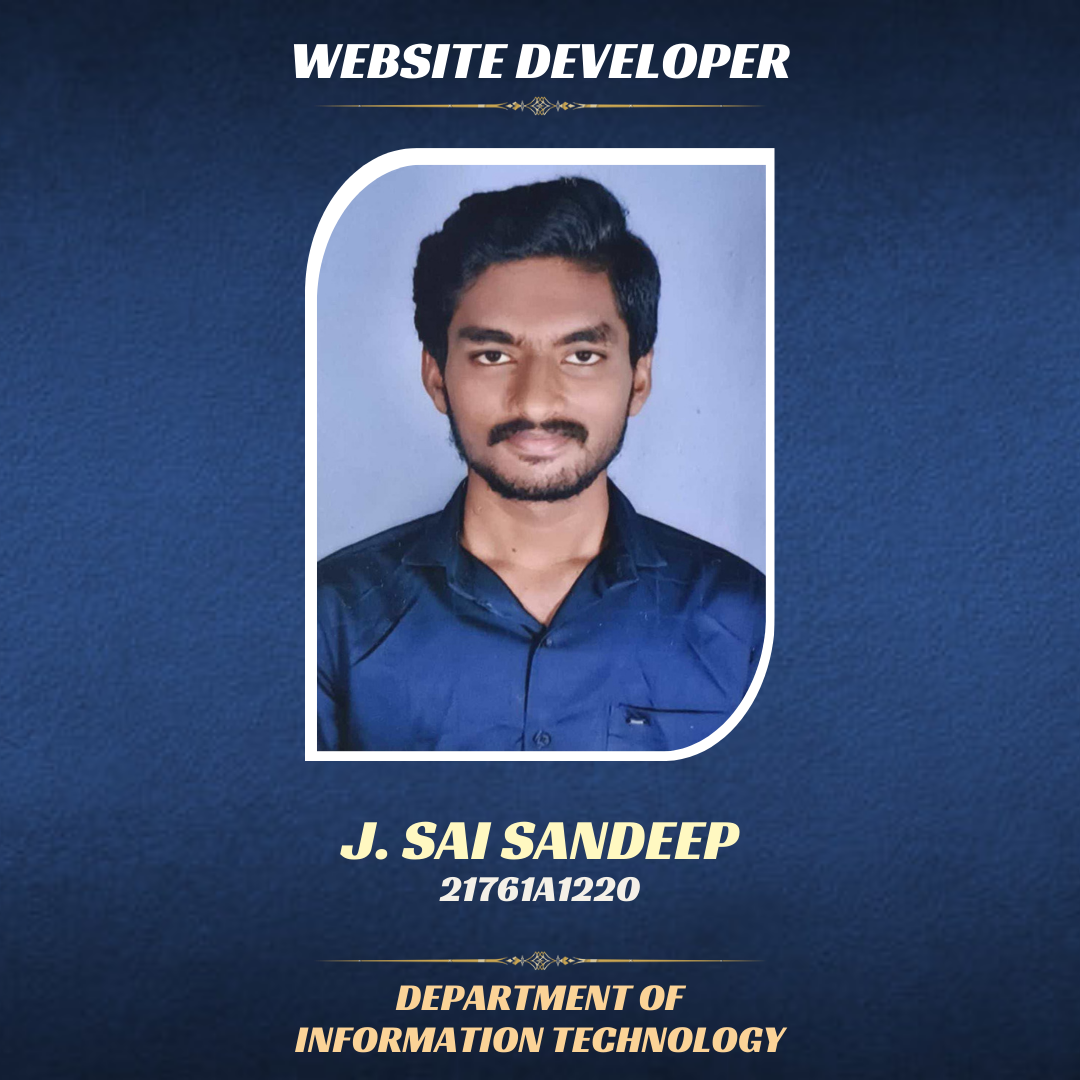 WEBSITE DEVELOPER
J. SAI SANDEEP
21761A1220
DEPARTMENT OF
INFORMATION TECHNOLOGY